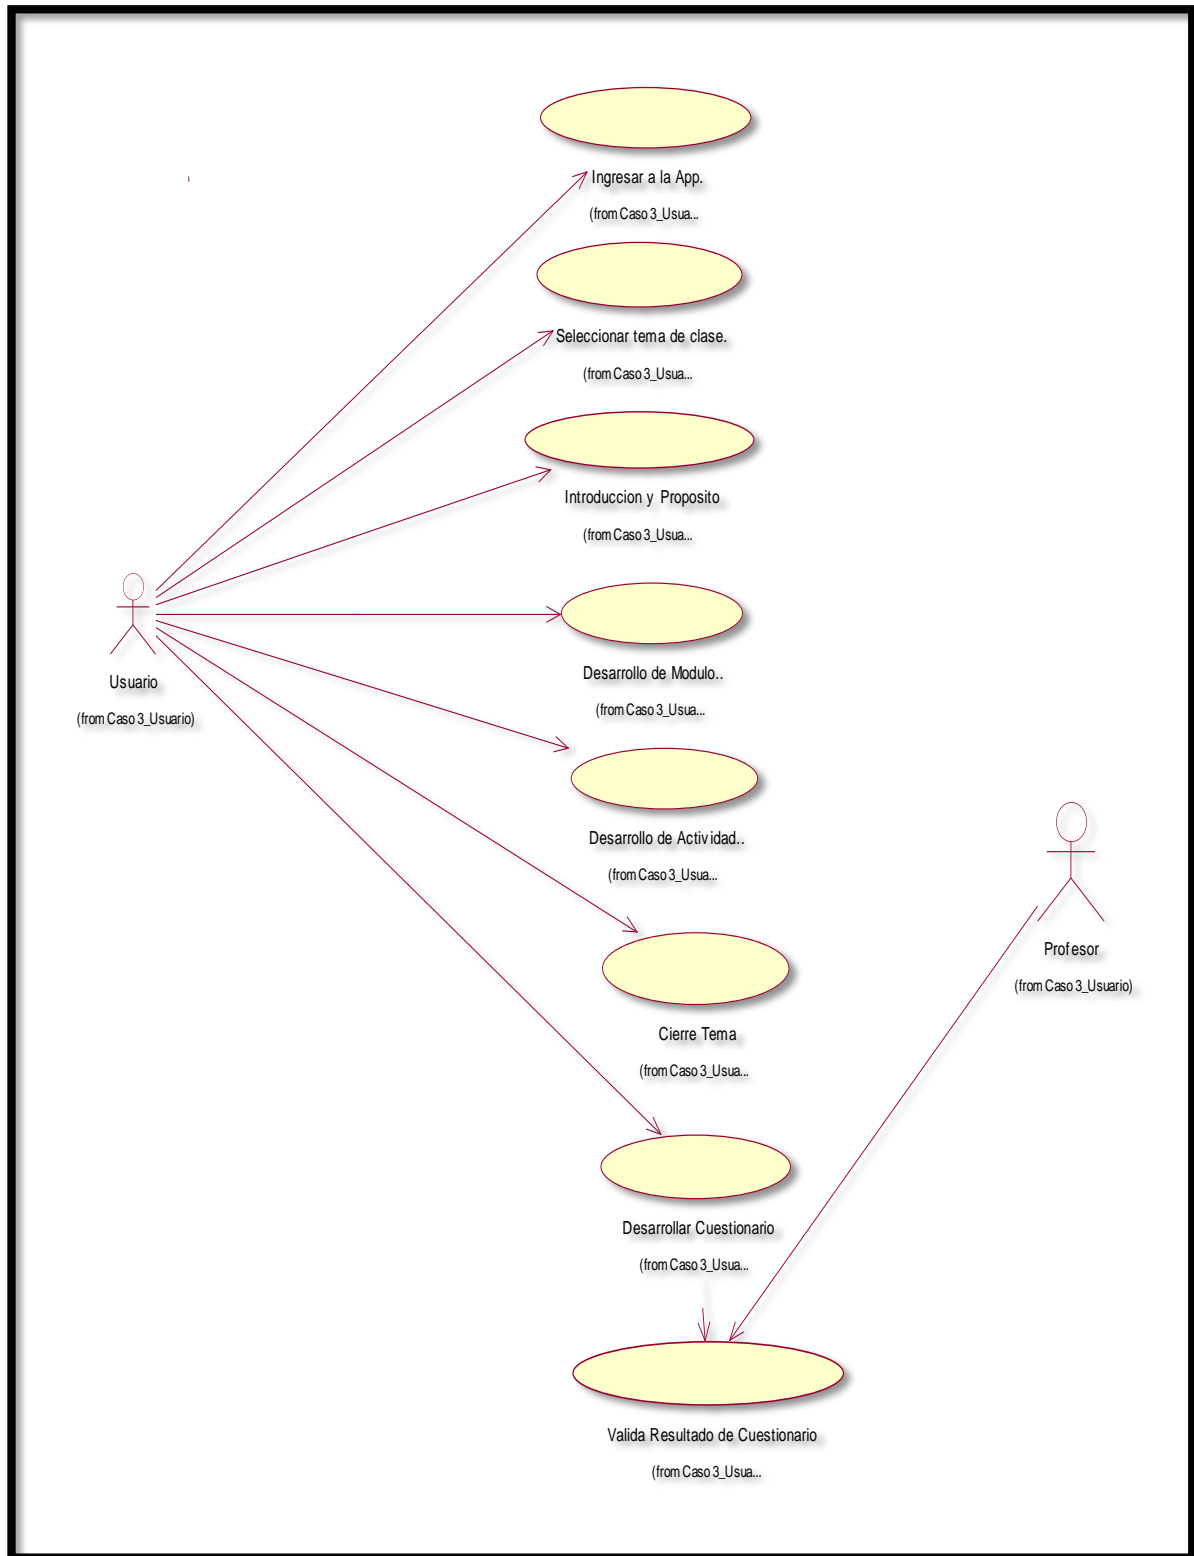 Ingresar a la App.
(from Caso 3_Usua...
Seleccionar tema de clase.
(from Caso 3_Usua...
Introduccion y Proposito
(from Caso 3_Usua...
Usuario
(from Caso 3_Usuario)
Desarrollo de Modulo..
(from Caso 3_Usua...
Desarrollo de Actividad..
(from Caso 3_Usua...
Profesor
(from Caso 3_Usuario)
Cierre Tema
(from Caso 3_Usua...
Desarrollar Cuestionario
(from Caso 3_Usua...
Valida Resultado de Cuestionario
(from Caso 3_Usua...